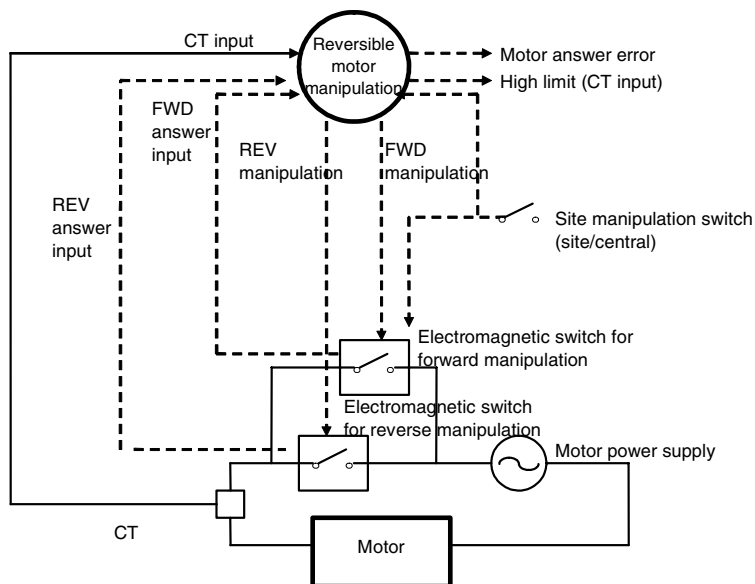 CT input
Reversible
motor
manipulation
Motor answer error
High limit (CT input)
FWD
answer
input
REV
manipulation
FWD
manipulation
REV
answer
input
Site manipulation switch
(site/central)
Electromagnetic switch for
forward manipulation
Electromagnetic switch
for reverse manipulation
Motor power supply
CT
Motor